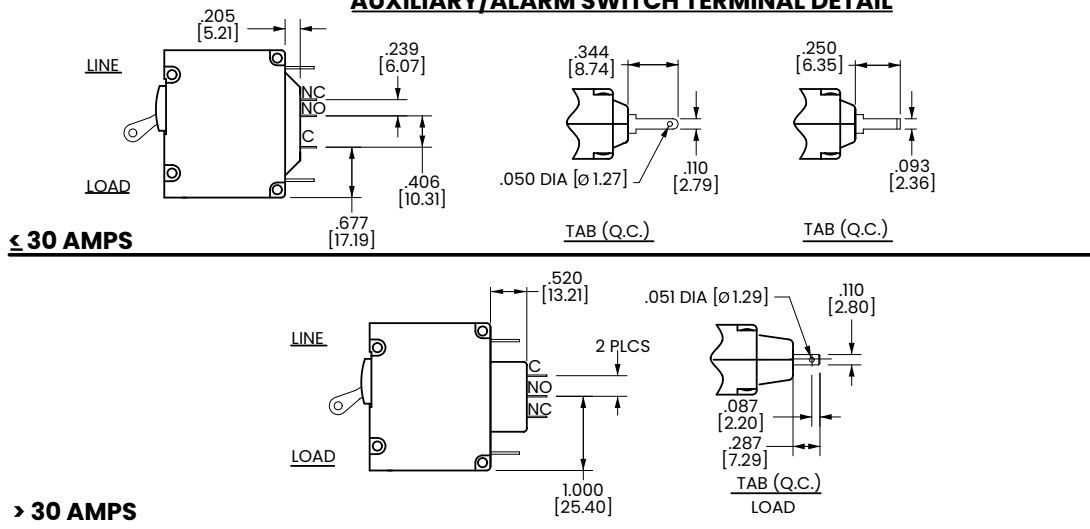 AUXILIARY/ALARM SWITCH TERMINAL DETAIL
.205
[5.21]
LINE
.239
[6.07]
NC
NO
C
LOAD
.406
[10.31]
.677
[17.19]
.344
[8.74]
.050 DIA [Ø 1.27]
.110
[2.79]
TAB (Q.C.)
.250
[6.35]
.093
[2.36]
TAB (Q.C.)
≤ 30 AMPS
.520
[13.21]
LINE
2 PLCS
C
NO
NC
LOAD
1.000
[25.40]
.051 DIA [Ø 1.29]
.110
[2.80]
.087
[2.20]
.287
[7.29]
TAB (Q.C.)
LOAD
> 30 AMPS